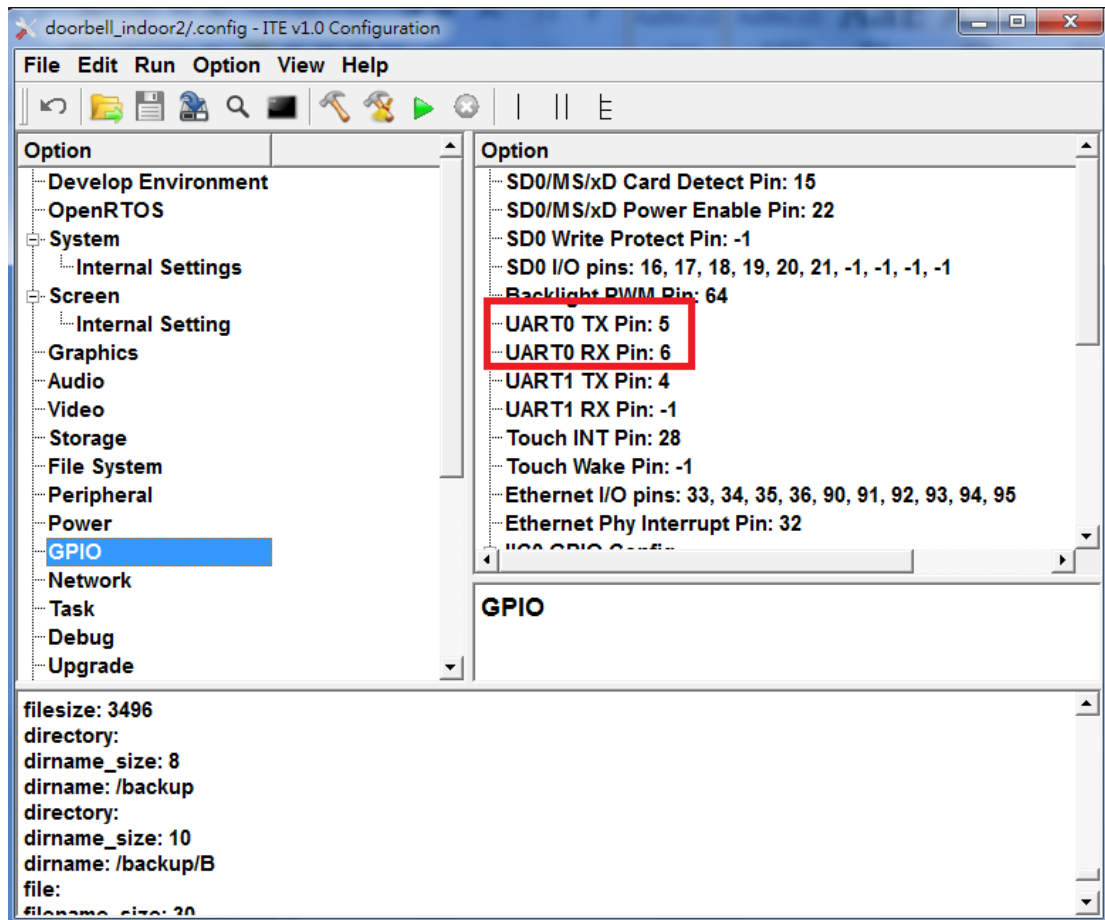 doorbell_indoor2/.config - ITE v1.0 Configuration
File Edit Run Option View Help
Option
Develop Environment
OpenRTOS
System
Internal Settings
Screen
Internal Setting
Graphics
Audio
Video
Storage
File System
Peripheral
Power
GPIO
Network
Task
Debug
Upgrade
Option
SD0/MS/xD Card Detect Pin: 15
SD0/MS/xD Power Enable Pin: 22
SD0 Write Protect Pin: -1
SD0 I/O pins: 16, 17, 18, 19, 20, 21, -1, -1, -1, -1
Backlight PWM Pin: 64
UART0 TX Pin: 5
UART0 RX Pin: 6
UART1 TX Pin: 4
UART1 RX Pin: -1
Touch INT Pin: 28
Touch Wake Pin: -1
Ethernet I/O pins: 33, 34, 35, 36, 90, 91, 92, 93, 94, 95
Ethernet Phy Interrupt Pin: 32
IIC0 GPIO Config
GPIO
filesize: 3496
directory:
dirname_size: 8
dirname: /backup
directory:
dirname_size: 10
dirname: /backup/B
file:
filename_size: 30